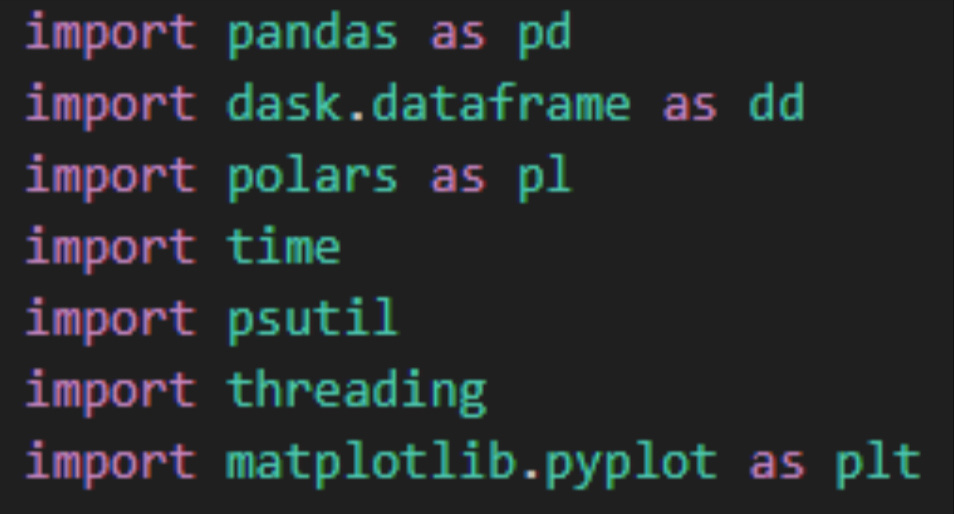 import pandas as pd
import dask.dataframe as dd
import polars as pl
import time
import psutil
import threading
import matplotlib.pyplot as plt